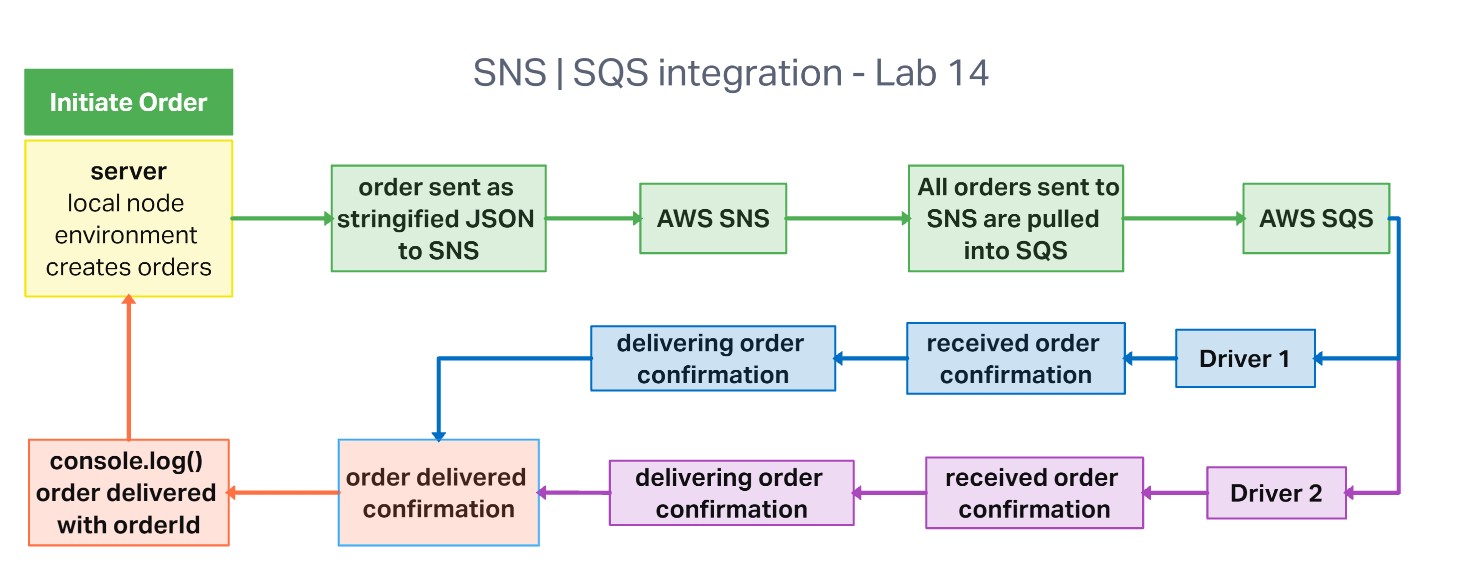 SNS | SQS integration - Lab 14
Initiate Order
server
local node
environment
creates orders
order sent as
stringified JSON
to SNS
AWS SNS
All orders sent to
SNS are pulled
into SQS
AWS SQS
delivering order
confirmation
received order
confirmation
Driver 1
console.log()
order delivered
with orderId
order delivered
confirmation
delivering order
confirmation
received order
confirmation
Driver 2